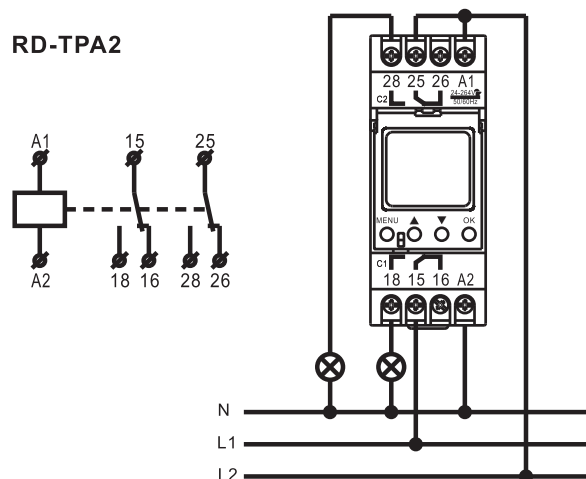 RD-TPA2
28 25 26 A1
C2
24-264V
50/60Hz
A1 15 25
A2 18 16 28 26
MENU ▲ ▼ OK
C1
18 15 16 A2
N
L1
L2